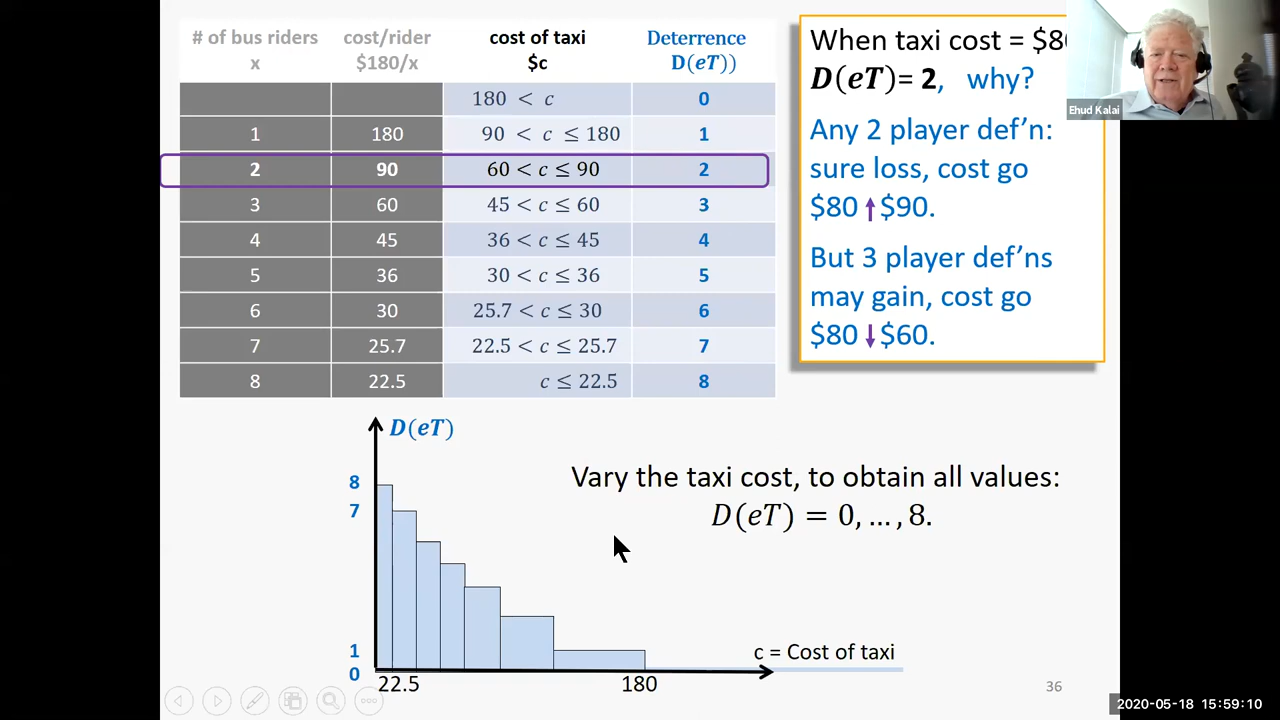 # of bus riders cost/rider cost of taxi Deterrence
x $180/x $c D(eT))
180 < c 0
1 180 90 < c ≤ 180 1
2 90 60 < c ≤ 90 2
3 60 45 < c ≤ 60 3
4 45 36 < c ≤ 45 4
5 36 30 < c ≤ 36 5
6 30 25.7 < c ≤ 30 6
7 25.7 22.5 < c ≤ 25.7 7
8 22.5 c ≤ 22.5 8
When taxi cost = $80
D(eT)= 2, why?
Any 2 player def’n:
sure loss, cost go
$80 ↑ $90.
But 3 player def’ns
may gain, cost go
$80 ↓ $60.
Ehud Kalai
D(eT)
8
7
1
0
22.5 180
c = Cost of taxi
Vary the taxi cost, to obtain all values:
D(eT) = 0, … , 8.
36
2020-05-18 15:59:10